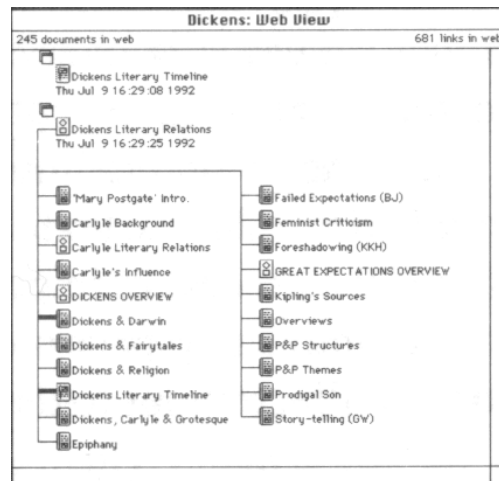 Dickens: Web View
245 documents in web 681 links in web
Dickens Literary Timeline
Thu Jul 9 16:29:08 1992
Dickens Literary Relations
Thu Jul 9 16:29:25 1992
'Mary Postgate' Intro.
Carlyle Background
Carlyle Literary Relations
Carlyle's Influence
DICKENS OVERVIEW
Dickens & Darwin
Dickens & Fairytales
Dickens & Religion
Dickens Literary Timeline
Dickens, Carlyle & Grotesque
Epiphany
Failed Expectations (BJ)
Feminist Criticism
Foreshadowing (KKH)
GREAT EXPECTATIONS OVERVIEW
Kipling's Sources
Overviews
P&P Structures
P&P Themes
Prodigal Son
Story-telling (GW)